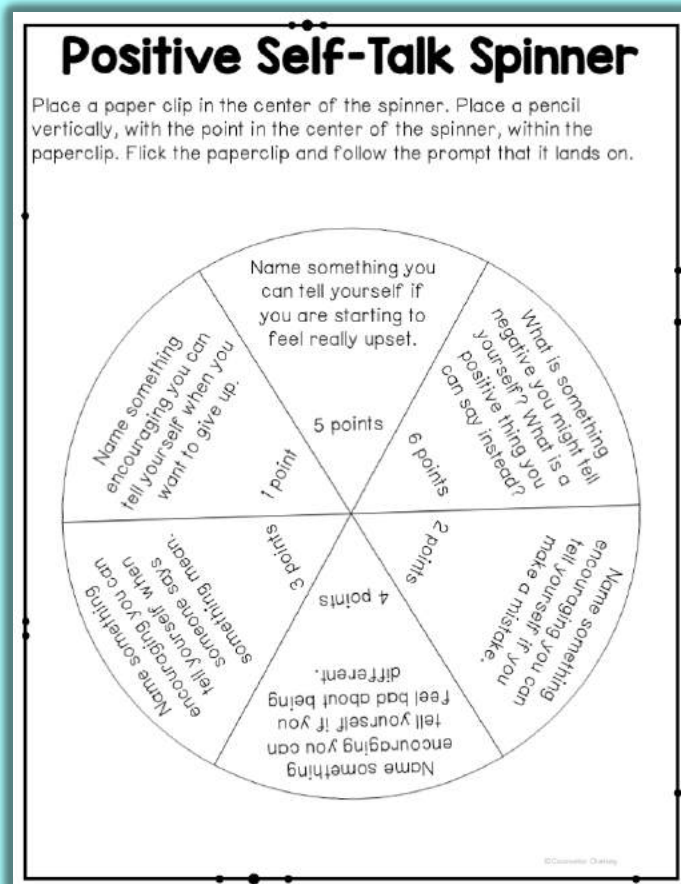 Positive Self-Talk Spinner
Place a paper clip in the center of the spinner. Place a pencil
vertically, with the point in the center of the spinner, within the
paperclip. Flick the paperclip and follow the prompt that it lands on.
Name something you
can tell yourself if
you are starting to
feel really upset.
5 points
What is something
negative you might tell
yourself? What is a
positive thing you
can say instead?
6 points
Name something
encouraging you can
tell yourself if you
make a mistake.
2 points
Name something
encouraging you can
tell yourself if you
feel bad about being
different.
4 points
Name something
encouraging you can
tell yourself when
someone says
something mean.
3 points
Name something
encouraging you can
tell yourself when you
want to give up.
1 point